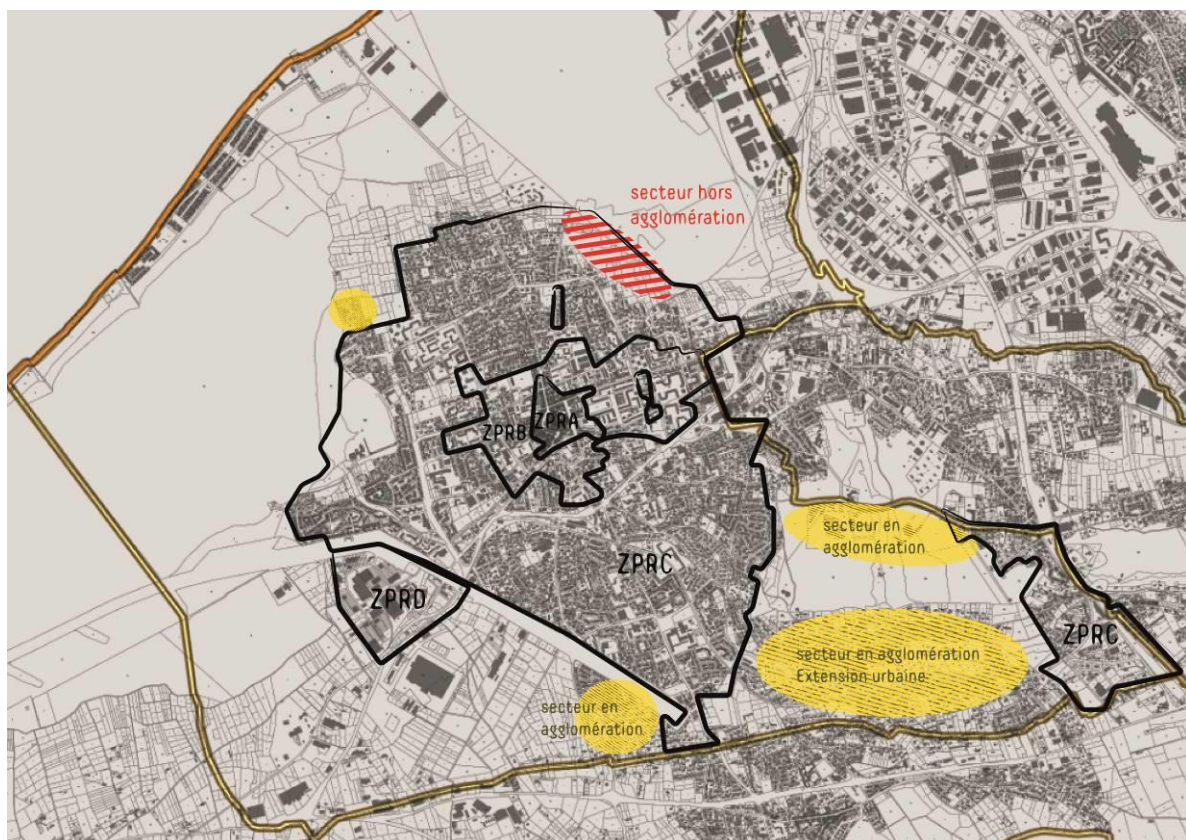 secteur hors
agglomération
ZPRB
ZPRA
secteur en
agglomération
ZPRC
ZPRD
ZPRC
secteur en agglomération
Extension urbaine
secteur en
agglomération